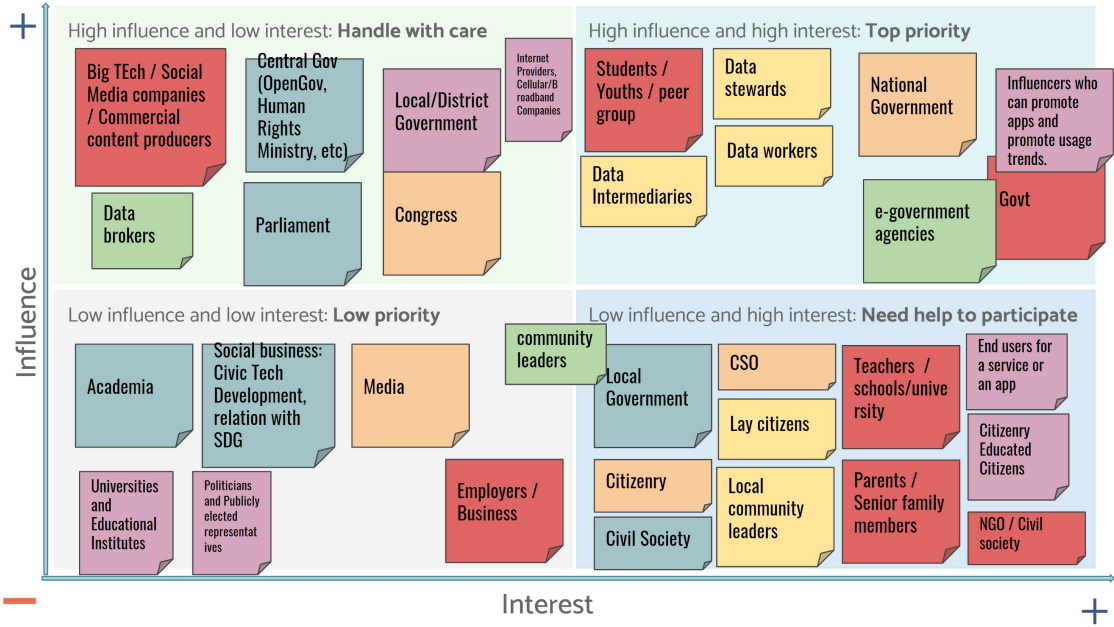 High influence and low interest: Handle with care
Big TEch / Social
Media companies
/ Commercial
content producers
Central Gov
(OpenGov,
Human
Rights
Ministry, etc)
Local/District
Government
Internet
Providers,
Cellular/B
roadband
Companies
Data
brokers
Parliament
Congress
High influence and high interest: Top priority
Students /
Youths / peer
group
Data
stewards
National
Government
Influencers who
can promote
apps and
promote usage
trends.
Data workers
Data
Intermediaries
e-government
agencies
Govt
Low influence and low interest: Low priority
Academia
Social business:
Civic Tech
Development,
relation with
SDG
Media
community
leaders
Universities
and
Educational
Institutes
Politicians
and Publicly
elected
representat
ives
Employers /
Business
Low influence and high interest: Need help to participate
Local
Government
CSO
Teachers /
schools/unive
rsity
End users for
a service or
an app
Lay citizens
Citizenry
Educated
Citizens
Citizenry
Local
community
leaders
Parents /
Senior family
members
Civil Society
NGO / Civil
society
Influence
Interest